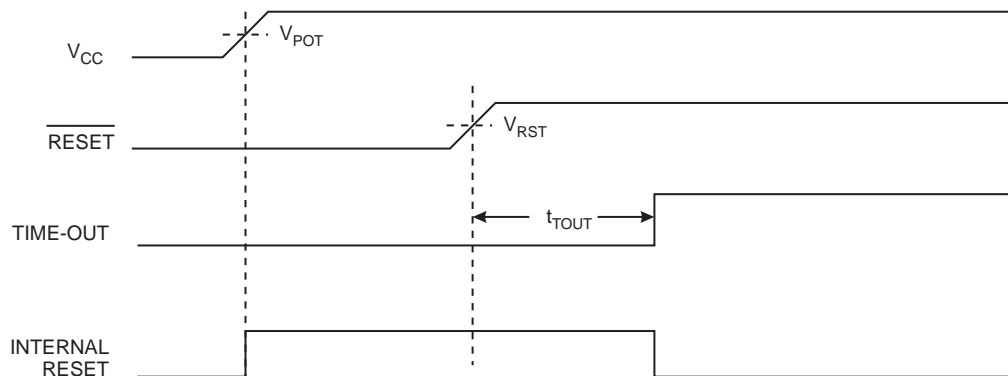 V_CC
V_POT
RESET
V_RST
TIME-OUT
t_TOUT
INTERNAL
RESET